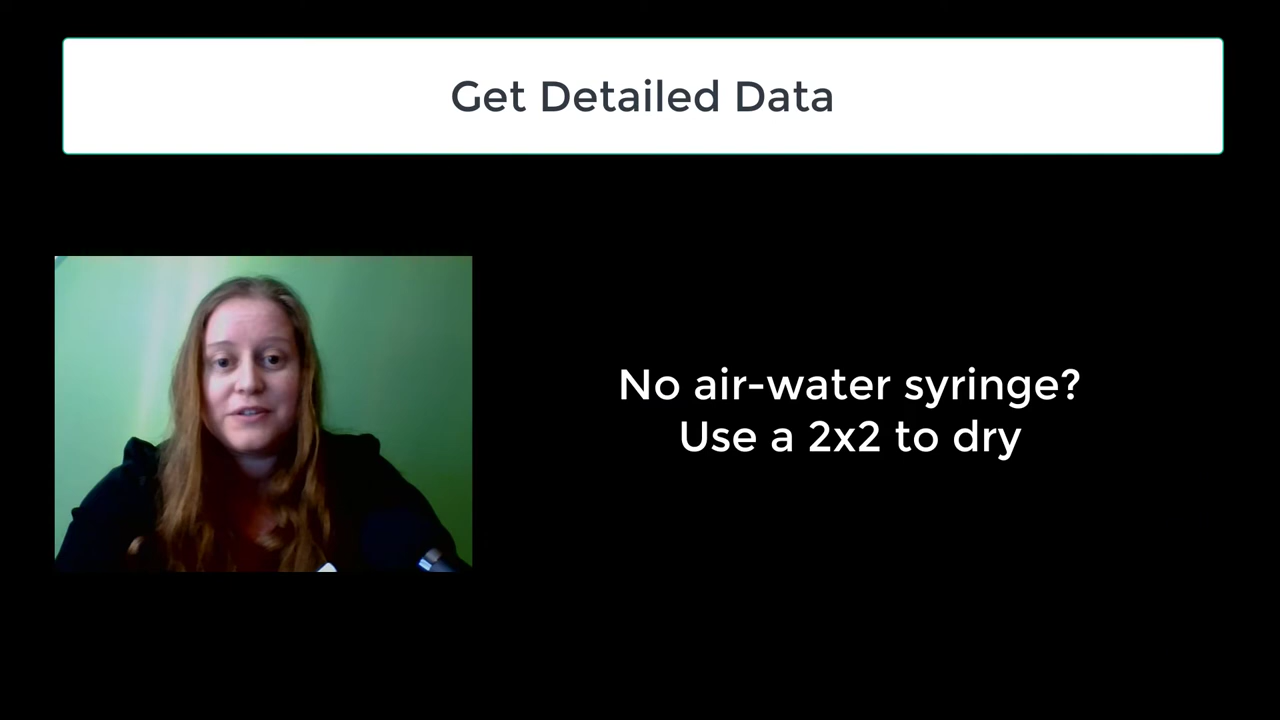 Get Detailed Data
No air-water syringe?
Use a 2x2 to dry